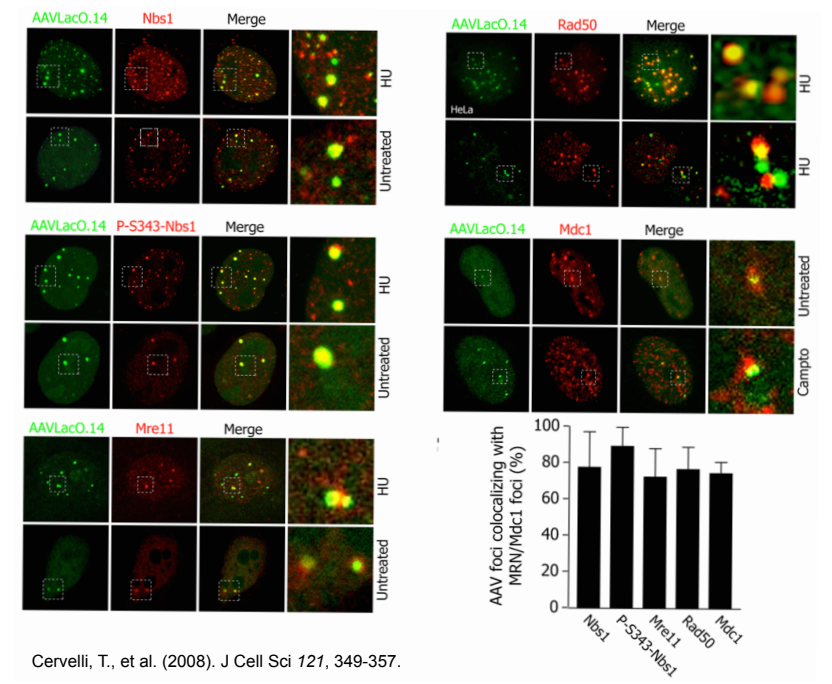 AAVLacO.14 Nbs1 Merge
HU
Untreated
AAVLacO.14 P-S343-Nbs1 Merge
HU
Untreated
AAVLacO.14 Mre11 Merge
HU
Untreated
AAVLacO.14 Rad50 Merge
HeLa
HU
HU
AAVLacO.14 Mdc1 Merge
Untreated
Campto
AAV foci colocalizing with
MRN/Mdc1 foci (%)
100
80
60
40
20
0
Nbs1
P-S343-Nbs1
Mre11
Rad50
Mdc1
Cervelli, T., et al. (2008). J Cell Sci 121, 349-357.